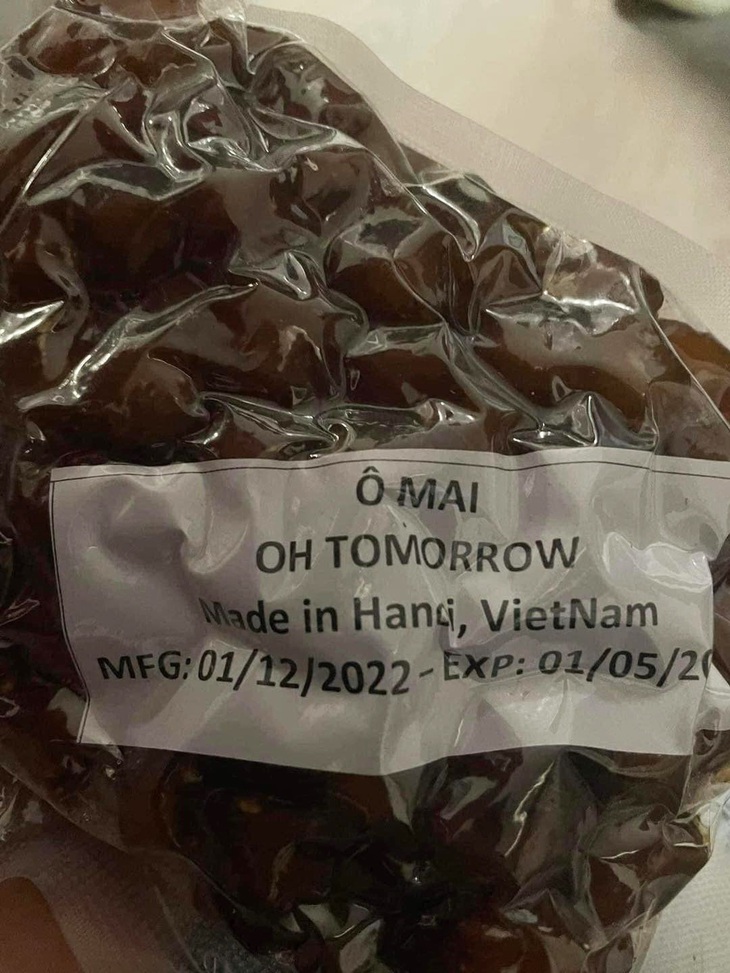 Ô MAI
OH TOMORROW
Made in Hanoi, VietNam
MFG: 01/12/2022 - EXP: 01/05/20